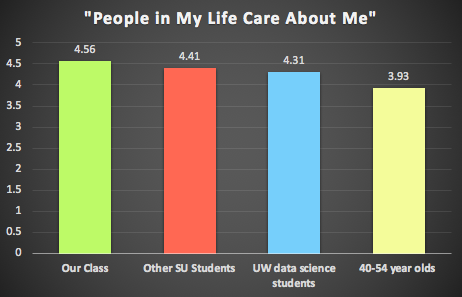 "People in My Life Care About Me"
5
4.5
4
3.5
3
2.5
2
1.5
1
0.5
0
4.56
4.41
4.31
3.93
Our Class
Other SU Students
UW data science
students
40-54 year olds